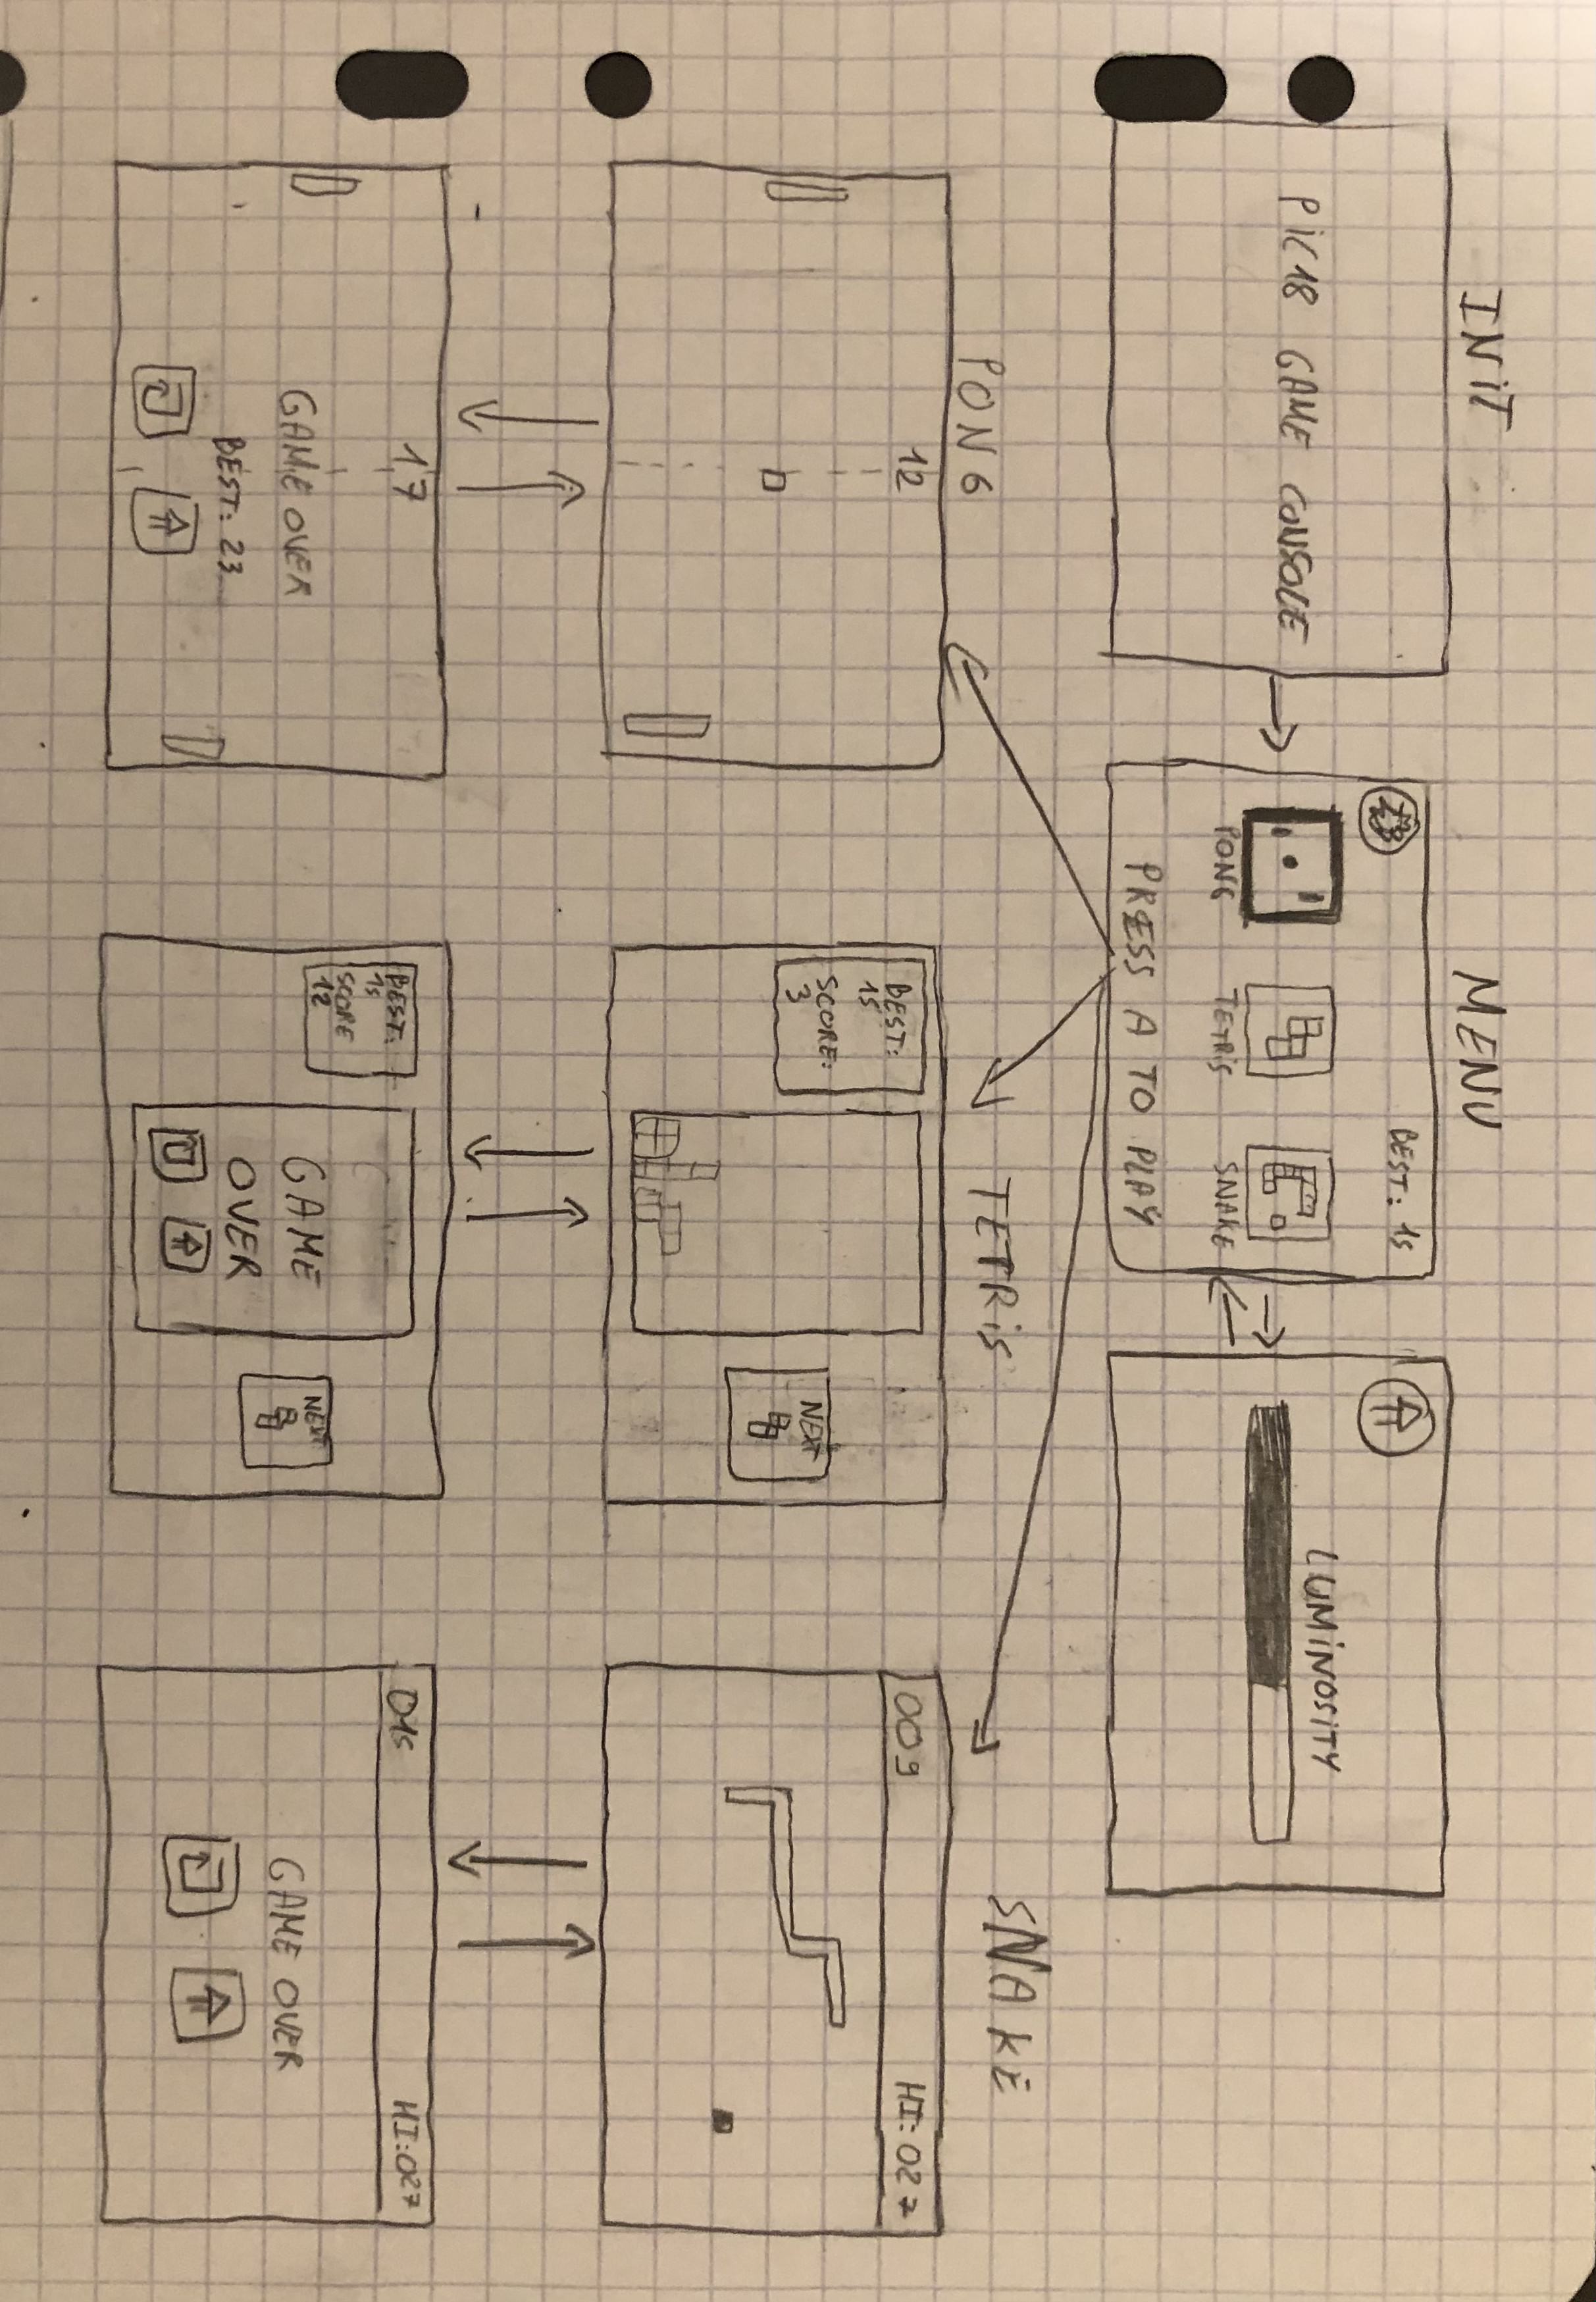 INIT
PIC18 GAME CONSOLE
MENU
BEST: 15
PONG
TETRIS
SNAKE
PRESS A TO PLAY
LUMINOSITY
PONG
12
TETRIS
BEST:
15
SCORE:
3
NEXT
SNAKE
009
HI: 027
17
GAME OVER
BEST: 23
BEST:
15
SCORE
12
GAME
OVER
NEXT
HI:027
GAME OVER